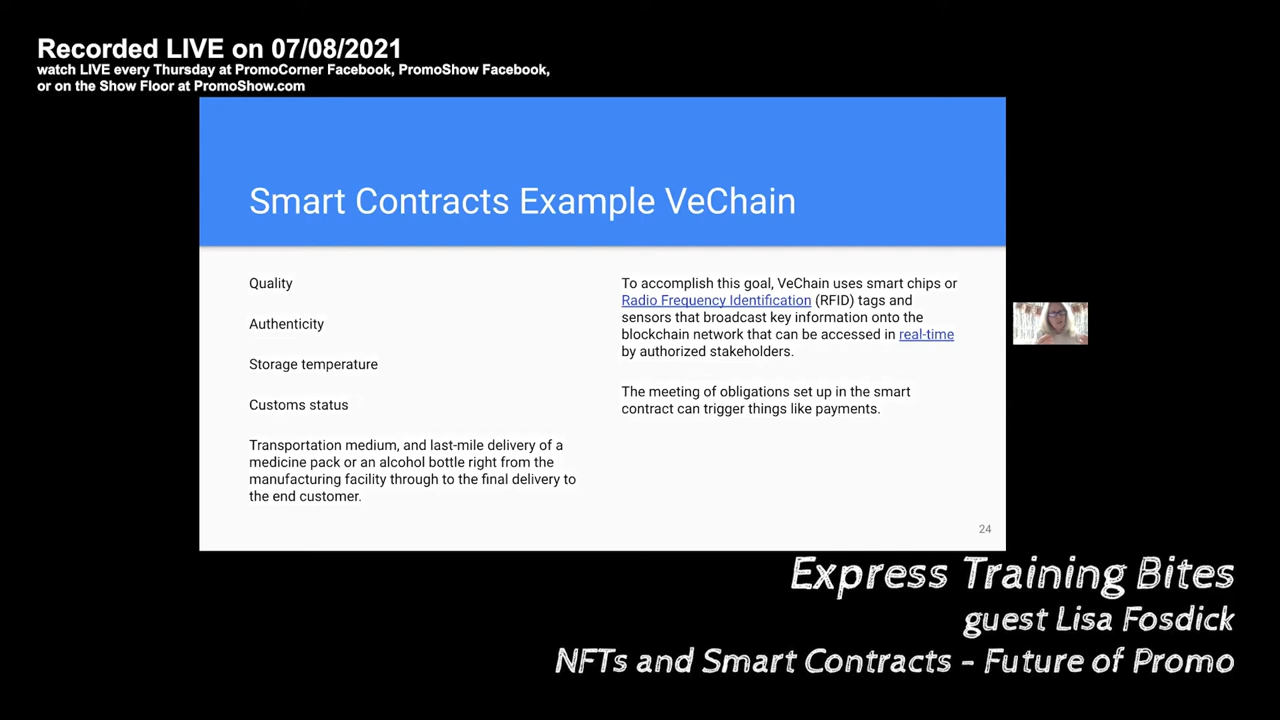 Recorded LIVE on 07/08/2021
watch LIVE every Thursday at PromoCorner Facebook, PromoShow Facebook,
or on the Show Floor at PromoShow.com
Smart Contracts Example VeChain
Quality
Authenticity
Storage temperature
Customs status
Transportation medium, and last-mile delivery of a
medicine pack or an alcohol bottle right from the
manufacturing facility through to the final delivery to
the end customer.
To accomplish this goal, VeChain uses smart chips or
Radio Frequency Identification (RFID) tags and
sensors that broadcast key information onto the
blockchain network that can be accessed in real-time
by authorized stakeholders.
The meeting of obligations set up in the smart
contract can trigger things like payments.
24
Express Training Bites
guest Lisa Fosdick
NFTs and Smart Contracts - Future of Promo